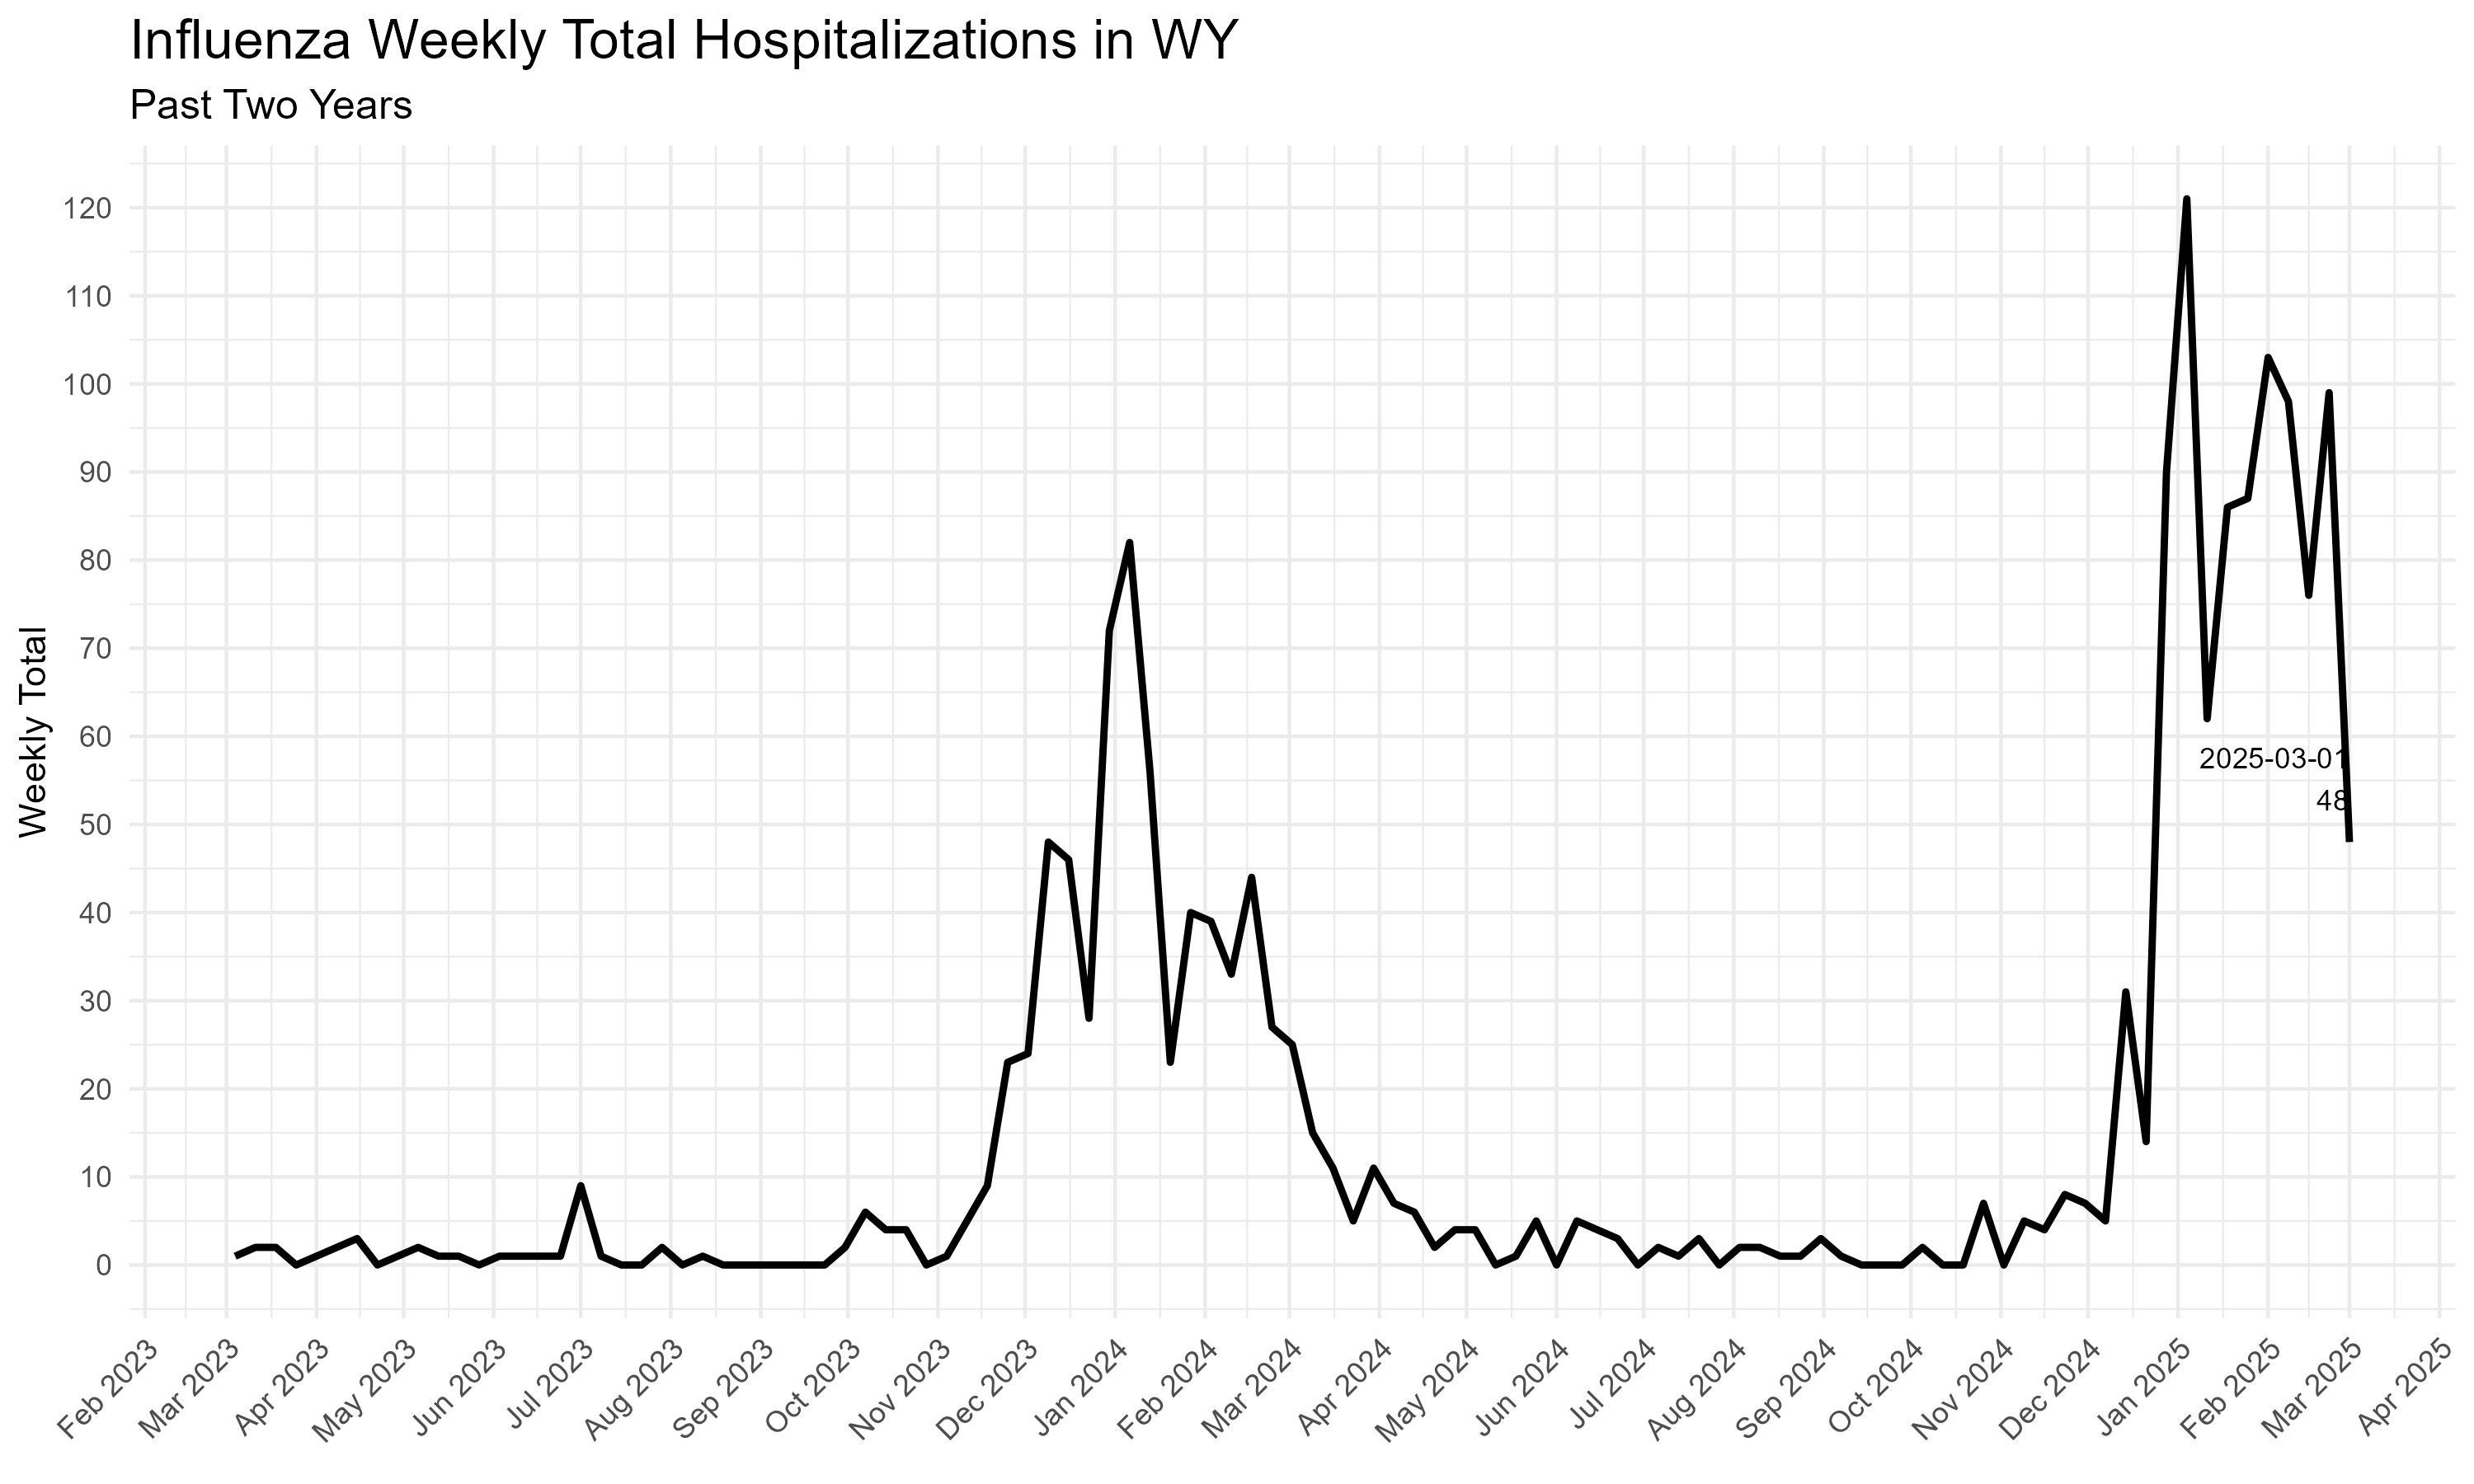 Influenza Weekly Total Hospitalizations in WY
Past Two Years
Weekly Total
120
110
100
90
80
70
60
50
40
30
20
10
0
2025-03-01
48
Feb 2023
Mar 2023
Apr 2023
May 2023
Jun 2023
Jul 2023
Aug 2023
Sep 2023
Oct 2023
Nov 2023
Dec 2023
Jan 2024
Feb 2024
Mar 2024
Apr 2024
May 2024
Jun 2024
Jul 2024
Aug 2024
Sep 2024
Oct 2024
Nov 2024
Dec 2024
Jan 2025
Feb 2025
Mar 2025
Apr 2025